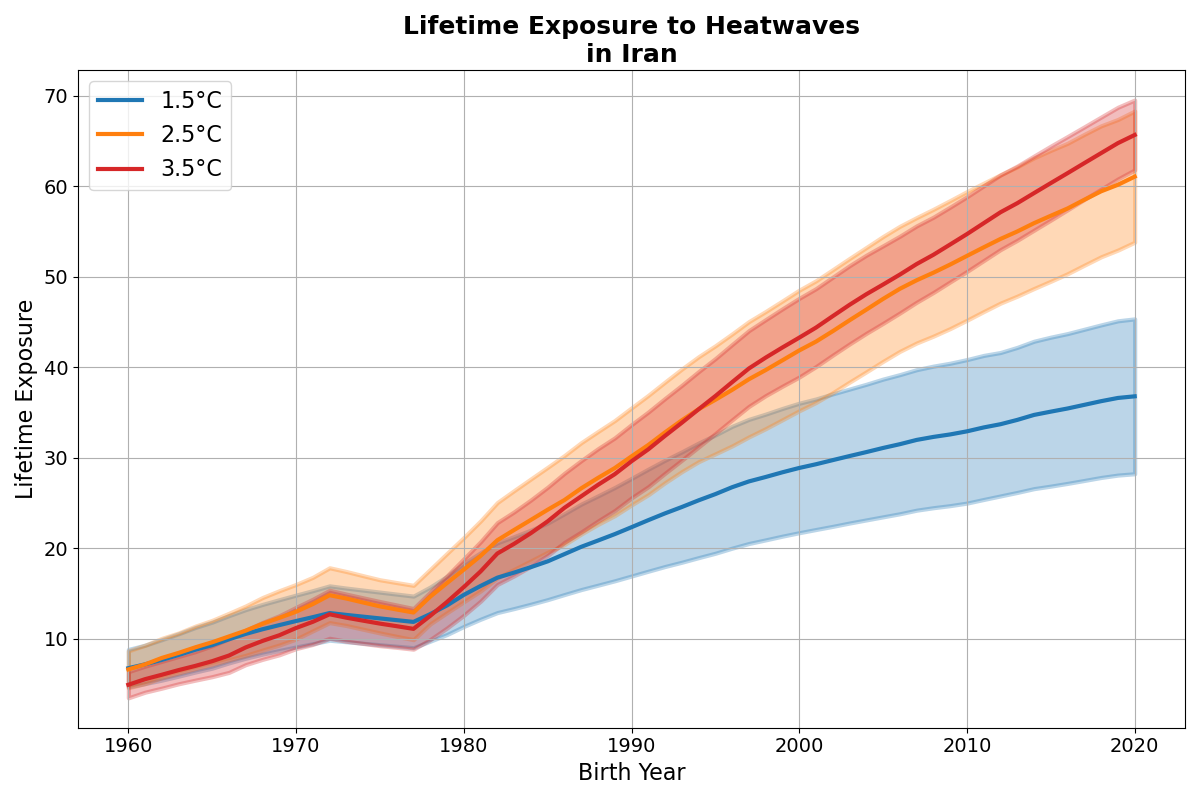 Lifetime Exposure to Heatwaves
in Iran
1.5°C
2.5°C
3.5°C
Lifetime Exposure
70
60
50
40
30
20
10
1960 1970 1980 1990 2000 2010 2020
Birth Year